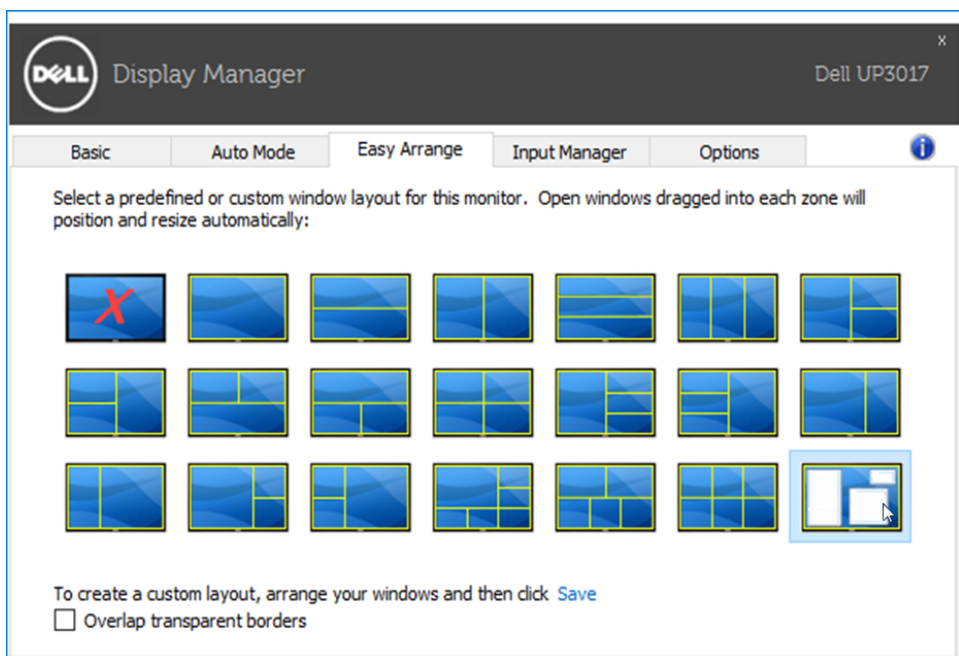 DELL
Display Manager
x
Dell UP3017
Basic
Auto Mode
Easy Arrange
Input Manager
Options
i
Select a predefined or custom window layout for this monitor. Open windows dragged into each zone will
position and resize automatically:
X
To create a custom layout, arrange your windows and then click Save
Overlap transparent borders